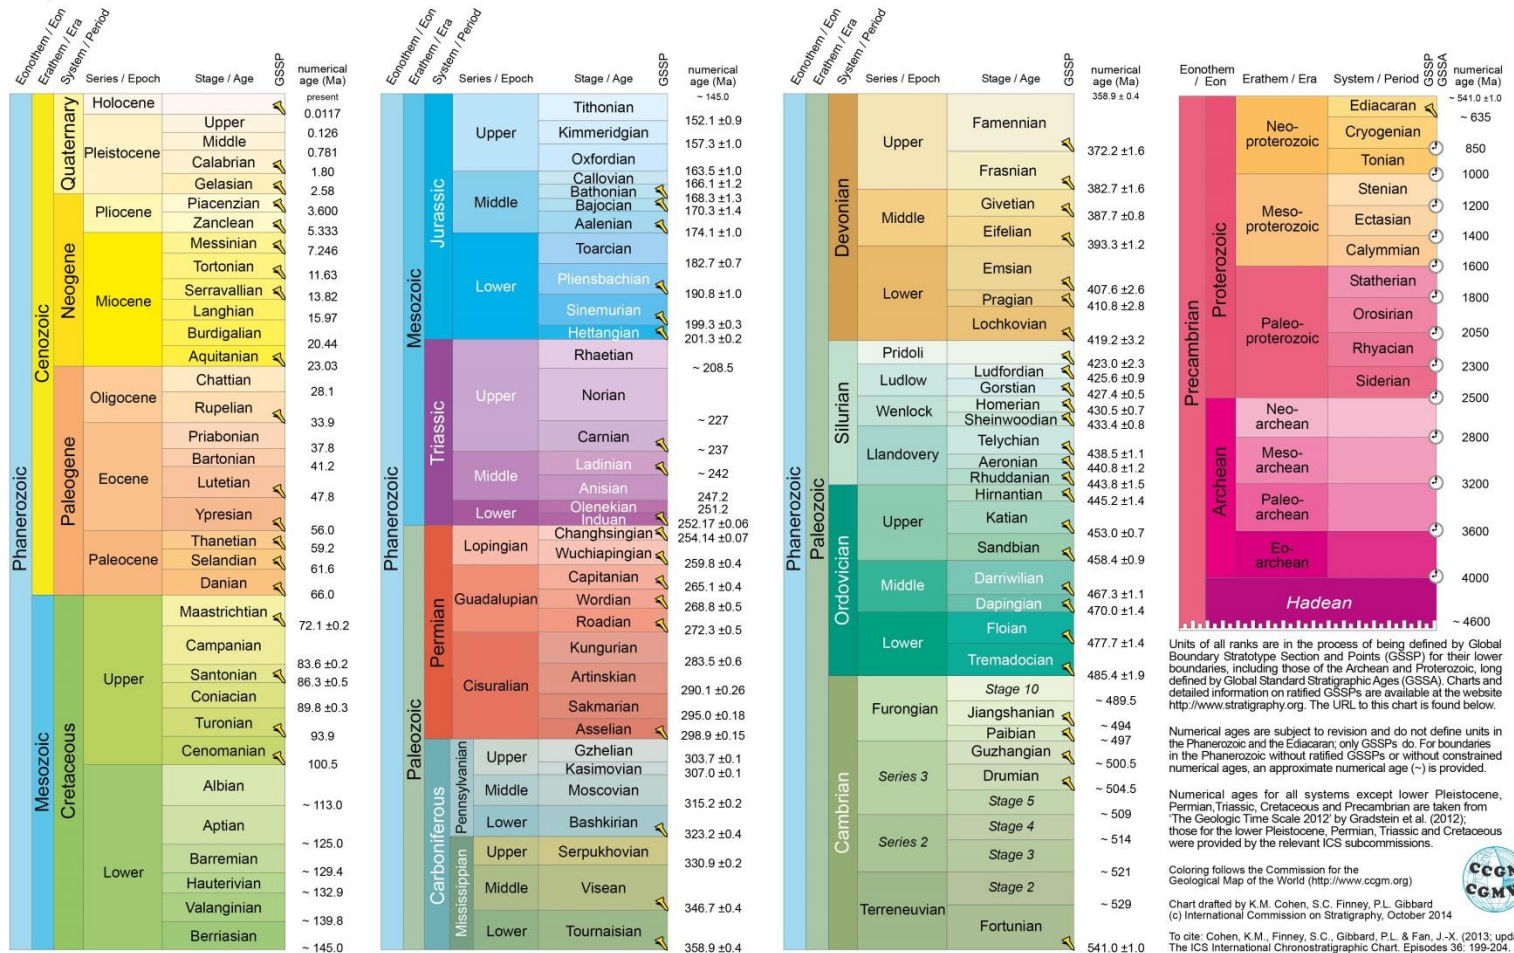 Eonothem / Eon
Erathem / Era
System / Period
Series / Epoch
Stage / Age
GSSP
numerical
age (Ma)
Phanerozoic
Cenozoic
Mesozoic
Quaternary
Neogene
Paleogene
Cretaceous
Holocene
Pleistocene
Pliocene
Miocene
Oligocene
Eocene
Paleocene
Upper
Lower
Upper
Middle
Calabrian
Gelasian
Piacenzian
Zanclean
Messinian
Tortonian
Serravallian
Langhian
Burdigalian
Aquitanian
Chattian
Rupelian
Priabonian
Bartonian
Lutetian
Ypresian
Thanetian
Selandian
Danian
Maastrichtian
Campanian
Santonian
Coniacian
Turonian
Cenomanian
Albian
Aptian
Barremian
Hauterivian
Valanginian
Berriasian
present
0.0117
0.126
0.781
1.80
2.58
3.600
5.333
7.246
11.63
13.82
15.97
20.44
23.03
28.1
33.9
37.8
41.2
47.8
56.0
59.2
61.6
66.0
72.1 ±0.2
83.6 ±0.2
86.3 ±0.5
89.8 ±0.3
93.9
100.5
~ 113.0
~ 125.0
~ 129.4
~ 132.9
~ 139.8
~ 145.0
Eonothem / Eon
Erathem / Era
System / Period
Series / Epoch
Stage / Age
GSSP
numerical
age (Ma)
Phanerozoic
Mesozoic
Paleozoic
Jurassic
Triassic
Permian
Carboniferous
Pennsylvanian
Mississippian
Upper
Middle
Lower
Upper
Middle
Lower
Lopingian
Guadalupian
Cisuralian
Upper
Middle
Lower
Upper
Middle
Lower
Tithonian
Kimmeridgian
Oxfordian
Callovian
Bathonian
Bajocian
Aalenian
Toarcian
Pliensbachian
Sinemurian
Hettangian
Rhaetian
Norian
Carnian
Ladinian
Anisian
Olenekian
Induan
Changhsingian
Wuchiapingian
Capitanian
Wordian
Roadian
Kungurian
Artinskian
Sakmarian
Asselian
Gzhelian
Kasimovian
Moscovian
Bashkirian
Serpukhovian
Visean
Tournaisian
~ 145.0
152.1 ±0.9
157.3 ±1.0
163.5 ±1.0
166.1 ±1.2
168.3 ±1.3
170.3 ±1.4
174.1 ±1.0
182.7 ±0.7
190.8 ±1.0
199.3 ±0.3
201.3 ±0.2
~ 208.5
~ 227
~ 237
~ 242
247.2
251.2
252.17 ±0.06
254.14 ±0.07
259.8 ±0.4
265.1 ±0.4
268.8 ±0.5
272.3 ±0.5
283.5 ±0.6
290.1 ±0.26
295.0 ±0.18
298.9 ±0.15
303.7 ±0.1
307.0 ±0.1
315.2 ±0.2
323.2 ±0.4
330.9 ±0.2
346.7 ±0.4
358.9 ±0.4
Eonothem / Eon
Erathem / Era
System / Period
Series / Epoch
Stage / Age
GSSP
numerical
age (Ma)
Phanerozoic
Paleozoic
Devonian
Silurian
Ordovician
Cambrian
Upper
Middle
Lower
Pridoli
Ludlow
Wenlock
Llandovery
Upper
Middle
Lower
Furongian
Series 3
Series 2
Terreneuvian
Famennian
Frasnian
Givetian
Eifelian
Emsian
Pragian
Lochkovian
Ludfordian
Gorstian
Homerian
Sheinwoodian
Telychian
Aeronian
Rhuddanian
Hirnantian
Katian
Sandbian
Darriwilian
Dapingian
Floian
Tremadocian
Stage 10
Jiangshanian
Paibian
Guzhangian
Drumian
Stage 5
Stage 4
Stage 3
Stage 2
Fortunian
358.9 ± 0.4
372.2 ±1.6
382.7 ±1.6
387.7 ±0.8
393.3 ±1.2
407.6 ±2.6
410.8 ±2.8
419.2 ±3.2
423.0 ±2.3
425.6 ±0.9
427.4 ±0.5
430.5 ±0.7
433.4 ±0.8
438.5 ±1.1
440.8 ±1.2
443.8 ±1.5
445.2 ±1.4
453.0 ±0.7
458.4 ±0.9
467.3 ±1.1
470.0 ±1.4
477.7 ±1.4
485.4 ±1.9
~ 489.5
~ 494
~ 497
~ 500.5
~ 504.5
~ 509
~ 514
~ 521
~ 529
541.0 ±1.0
Eonothem
/ Eon
Erathem / Era
System / Period
GSSP
GSSA
numerical
age (Ma)
Precambrian
Proterozoic
Archean
Neo-
proterozoic
Meso-
proterozoic
Paleo-
proterozoic
Neo-
archean
Meso-
archean
Paleo-
archean
Eo-
archean
Hadean
Ediacaran
Cryogenian
Tonian
Stenian
Ectasian
Calymmian
Statherian
Orosirian
Rhyacian
Siderian
~ 541.0 ±1.0
~ 635
850
1000
1200
1400
1600
1800
2050
2300
2500
2800
3200
3600
4000
~ 4600
Units of all ranks are in the process of being defined by Global
Boundary Stratotype Section and Points (GSSP) for their lower
boundaries, including those of the Archean and Proterozoic, long
defined by Global Standard Stratigraphic Ages (GSSA). Charts and
detailed information on ratified GSSPs are available at the website
http://www.stratigraphy.org. The URL to this chart is found below.
Numerical ages are subject to revision and do not define units in
the Phanerozoic and the Ediacaran; only GSSPs do. For boundaries
in the Phanerozoic without ratified GSSPs or without constrained
numerical ages, an approximate numerical age (~) is provided.
Numerical ages for all systems except lower Pleistocene,
Permian,Triassic, Cretaceous and Precambrian are taken from
'The Geologic Time Scale 2012' by Gradstein et al. (2012);
those for the lower Pleistocene, Permian, Triassic and Cretaceous
were provided by the relevant ICS subcommissions.
Coloring follows the Commission for the
Geological Map of the World (http://www.ccgm.org)
CCGM
CGMW
Chart drafted by K.M. Cohen, S.C. Finney, P.L. Gibbard
(c) International Commission on Stratigraphy, October 2014
To cite: Cohen, K.M., Finney, S.C., Gibbard, P.L. & Fan, J.-X. (2013;
The ICS International Chronostratigraphic Chart. Episodes 36: 199-204.